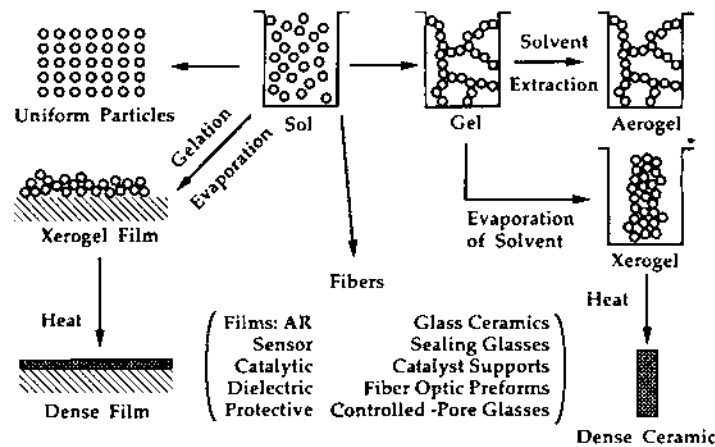 Uniform Particles
Sol
Gel
Solvent
Extraction
Aerogel
Gelation
Evaporation
Xerogel Film
Evaporation
of Solvent
Xerogel
Fibers
Heat
Heat
Films: AR
Sensor
Catalytic
Dielectric
Protective
Glass Ceramics
Sealing Glasses
Catalyst Supports
Fiber Optic Preforms
Controlled -Pore Glasses
Dense Film
Dense Ceramic